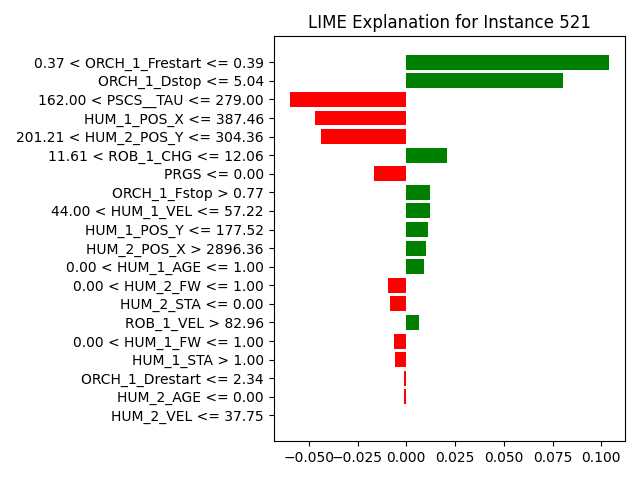 LIME Explanation for Instance 521
0.37 < ORCH_1_Frestart <= 0.39
ORCH_1_Dstop <= 5.04
162.00 < PSCS__TAU <= 279.00
HUM_1_POS_X <= 387.46
201.21 < HUM_2_POS_Y <= 304.36
11.61 < ROB_1_CHG <= 12.06
PRGS <= 0.00
ORCH_1_Fstop > 0.77
44.00 < HUM_1_VEL <= 57.22
HUM_1_POS_Y <= 177.52
HUM_2_POS_X > 2896.36
0.00 < HUM_1_AGE <= 1.00
0.00 < HUM_2_FW <= 1.00
HUM_2_STA <= 0.00
ROB_1_VEL > 82.96
0.00 < HUM_1_FW <= 1.00
HUM_1_STA > 1.00
ORCH_1_Drestart <= 2.34
HUM_2_AGE <= 0.00
HUM_2_VEL <= 37.75
−0.050 −0.025 0.000 0.025 0.050 0.075 0.100